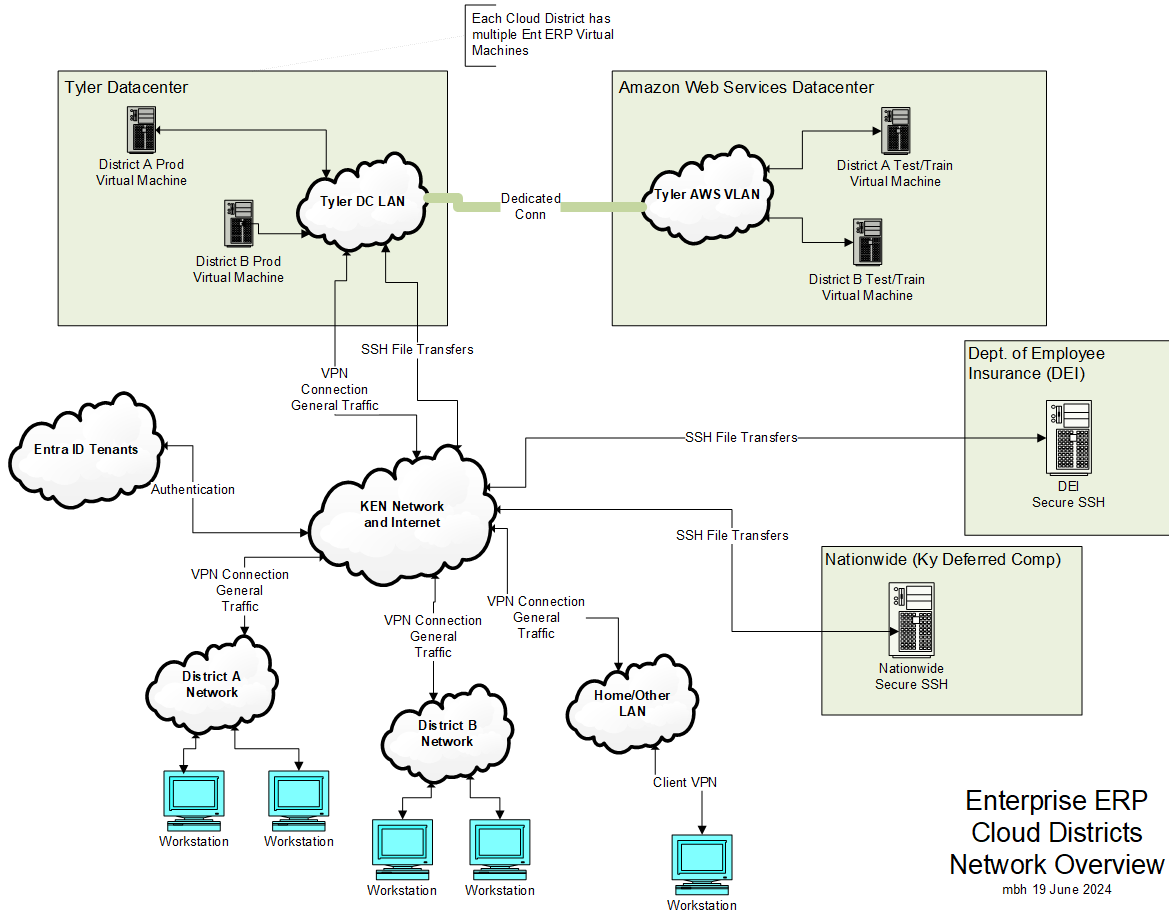 Each Cloud District has
multiple Ent ERP Virtual
Machines
Tyler Datacenter
District A Prod
Virtual Machine
Tyler DC LAN
District B Prod
Virtual Machine
Dedicated
Conn
Amazon Web Services Datacenter
District A Test/Train
Virtual Machine
Tyler AWS VLAN
District B Test/Train
Virtual Machine
SSH File Transfers
VPN
Connection
General Traffic
Dept. of Employee
Insurance (DEI)
DEI
Secure SSH
Entra ID Tenants
Authentication
SSH File Transfers
KEN Network
and Internet
SSH File Transfers
Nationwide (Ky Deferred Comp)
Nationwide
Secure SSH
VPN Connection
General
Traffic
VPN Connection
General
Traffic
VPN Connection
General
Traffic
District A
Network
District B
Network
Home/Other
LAN
Client VPN
Workstation
Workstation
Workstation
Workstation
Workstation
Enterprise ERP
Cloud Districts
Network Overview
mbh 19 June 2024